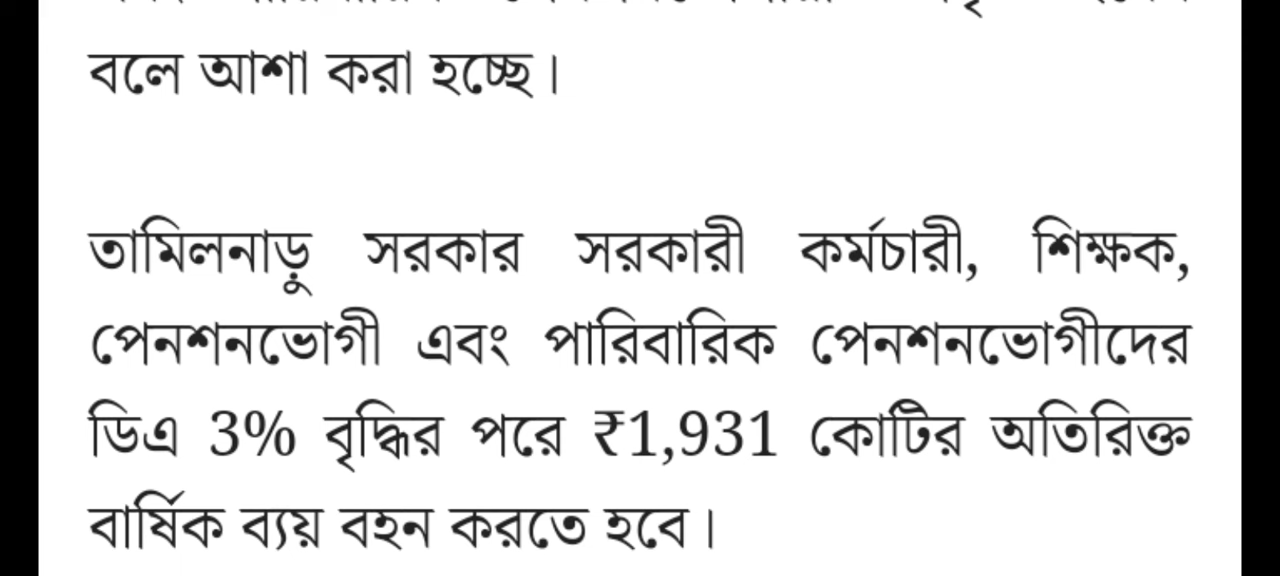 বলে আশা করা হচ্ছে।
তামিলনাড়ু সরকার সরকারী কর্মচারী, শিক্ষক,
পেনশনভোগী এবং পারিবারিক পেনশনভোগীদের
ডিএ 3% বৃদ্ধির পরে ₹1,931 কোটির অতিরিক্ত
বার্ষিক ব্যয় বহন করতে হবে।